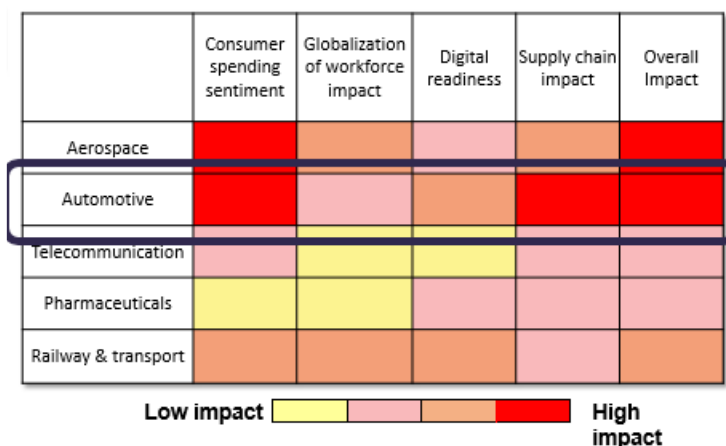 Consumer spending sentiment
Globalization of workforce impact
Digital readiness
Supply chain impact
Overall Impact
Aerospace
Automotive
Telecommunication
Pharmaceuticals
Railway & transport
Low impact
High impact